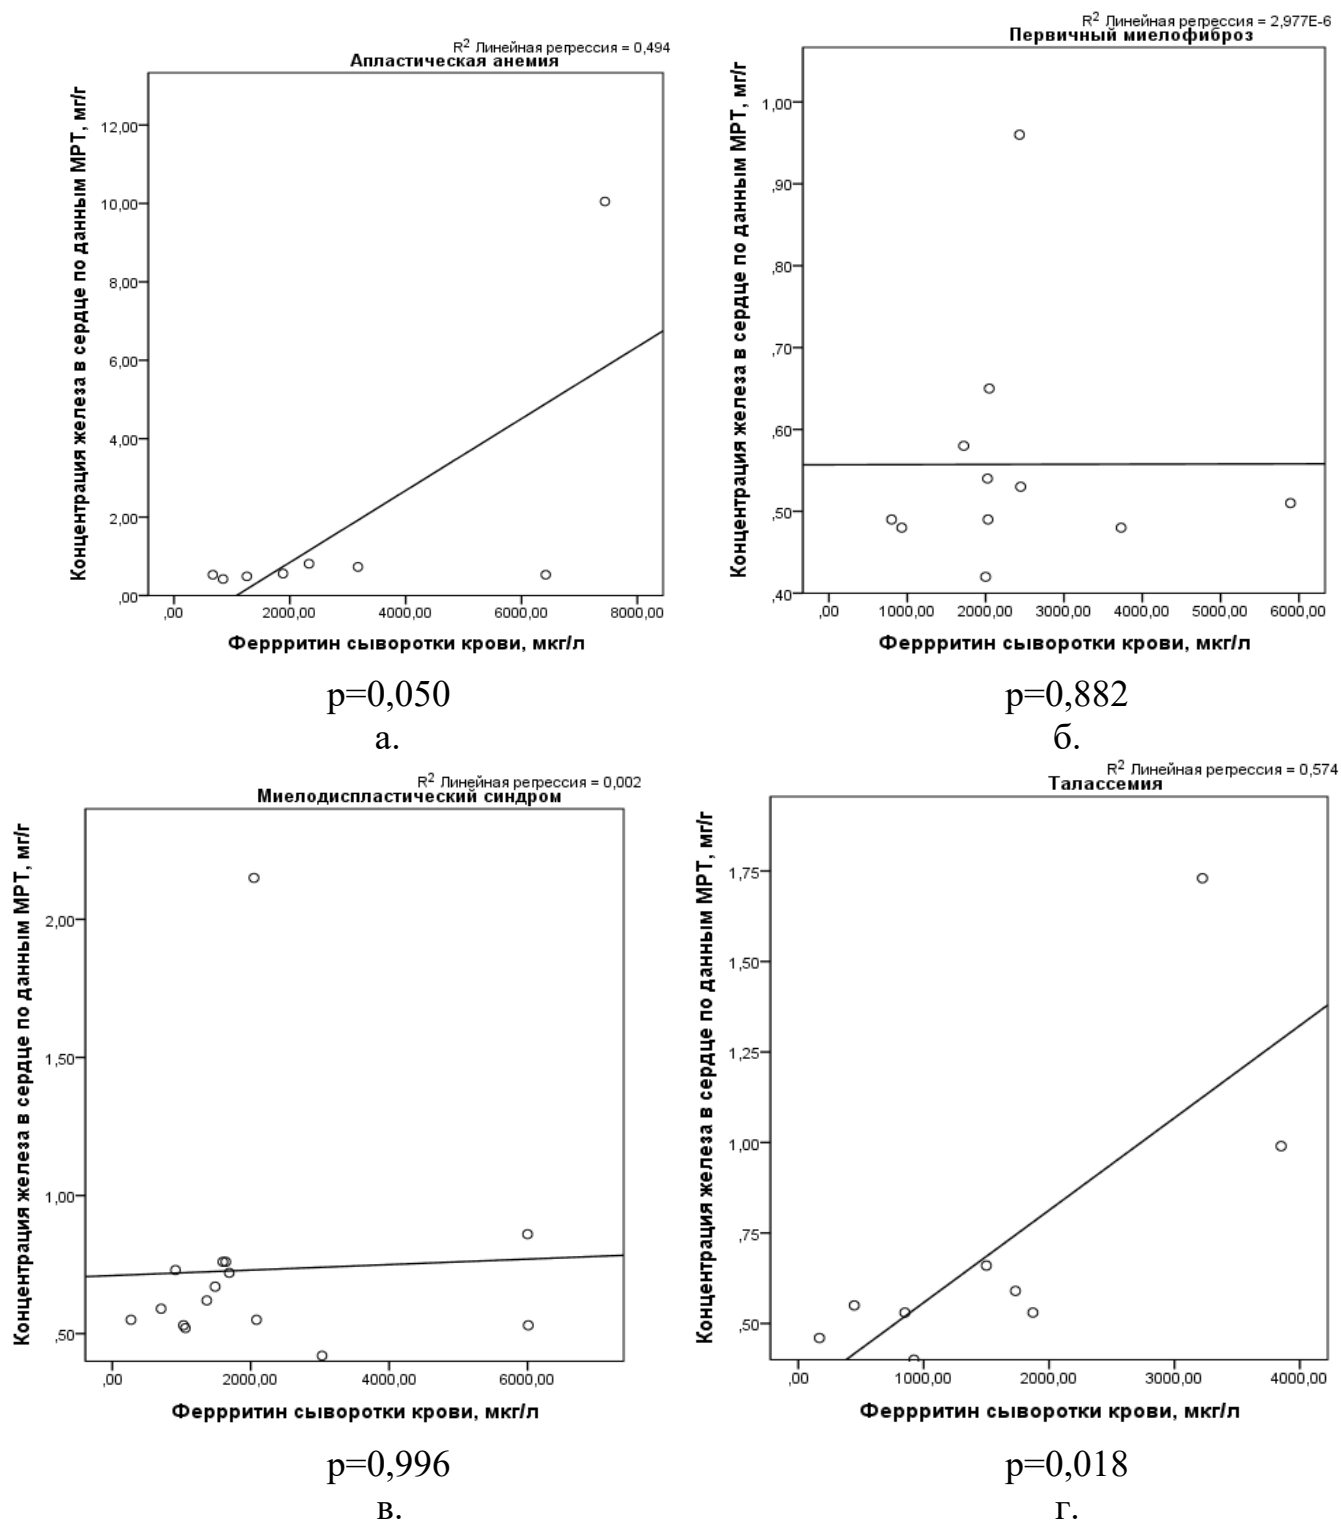 R² Линейная регрессия = 0,494
Апластическая анемия
Концентрация железа в сердце по данным МРТ, мг/г
12,00
10,00
8,00
6,00
4,00
2,00
,00
,00 2000,00 4000,00 6000,00 8000,00
Феррритин сыворотки крови, мкг/л
p=0,050
а.
R² Линейная регрессия = 2,977E-6
Первичный миелофиброз
Концентрация железа в сердце по данным МРТ, мг/г
1,00
,90
,80
,70
,60
,50
,40
,00 1000,00 2000,00 3000,00 4000,00 5000,00 6000,00
Феррритин сыворотки крови, мкг/л
p=0,882
б.
R² Линейная регрессия = 0,002
Миелодиспластический синдром
Концентрация железа в сердце по данным МРТ, мг/г
2,00
1,50
1,00
,50
,00 2000,00 4000,00 6000,00
Феррритин сыворотки крови, мкг/л
p=0,996
в.
R² Линейная регрессия = 0,574
Талассемия
Концентрация железа в сердце по данным МРТ, мг/г
1,75
1,50
1,25
1,00
,75
,50
,00 1000,00 2000,00 3000,00 4000,00
Феррритин сыворотки крови, мкг/л
p=0,018
г.